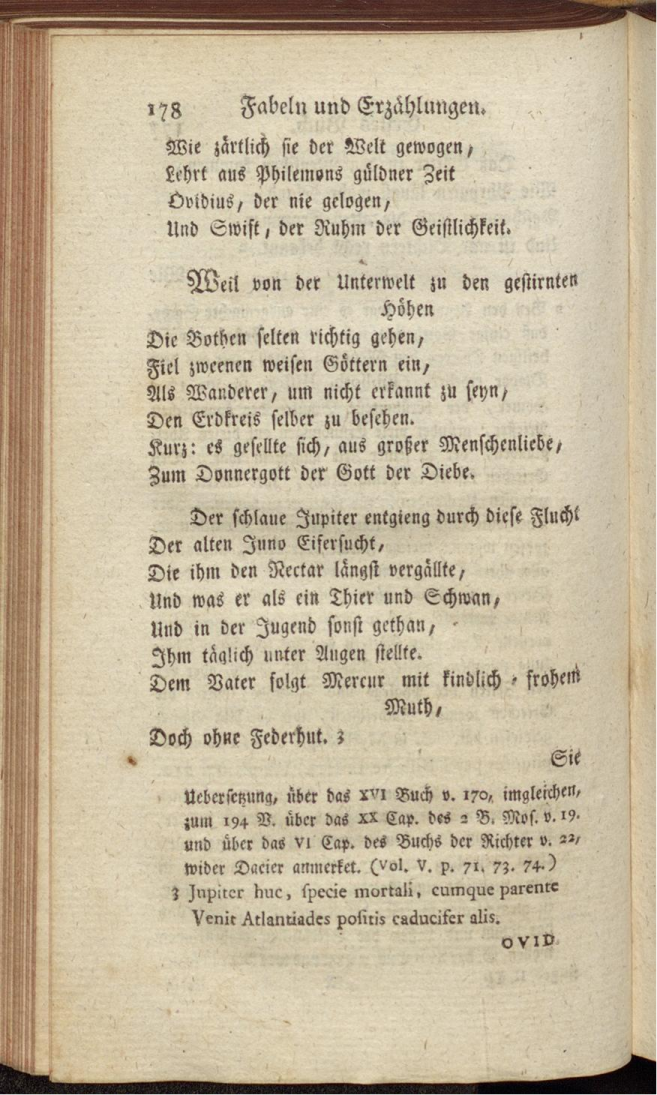 178 Fabeln und Erzählungen.
Wie zärtlich sie der Welt gewogen,
Lehrt aus Philemons güldner Zeit
Ovidius, der nie gelogen,
Und Swift, der Ruhm der Geistlichkeit.
Weil von der Unterwelt zu den gestirnten
Höhen
Die Bothen selten richtig gehen,
Fiel zweenen weisen Göttern ein,
Als Wanderer, um nicht erkannt zu seyn,
Den Erdkreis selber zu besehen.
Kurz: es gesellte sich, aus großer Menschenliebe,
Zum Donnergott der Gott der Diebe.
Der schlaue Jupiter entgieng durch diese Flucht
Der alten Juno Eifersucht,
Die ihm den Nectar längst vergällte,
Und was er als ein Thier und Schwan,
Und in der Jugend sonst gethan,
Ihm täglich unter Augen stellte.
Dem Vater folgt Mercur mit kindlich-frohem
Muth,
Doch ohne Federhut. 3
Sie
Uebersetzung, über das XVI Buch v. 170, imgleichen,
zum 194 V. über das XX Cap. des 2 B. Mos. v. 19.
und über das VI Cap. des Buchs der Richter v. 22,
wider Dacier anmerket. (Vol. V. p. 71. 73. 74.)
3 Jupiter huc, specie mortali, cumque parente
Venit Atlantiades positis caducifer alis.
OVID.